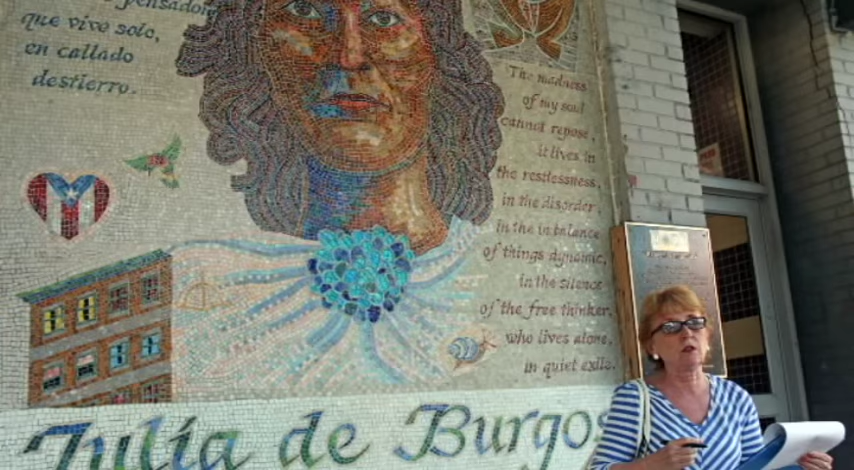 pensador
que vive solo,
en callado
destierro.
The madness
of my soul
cannot repose,
it lives in
the restlessness,
in the disorder,
in the imbalance
of things dynamic,
in the silence
of the free thinker,
who lives alone,
in quiet exile.
Julia de Burgos